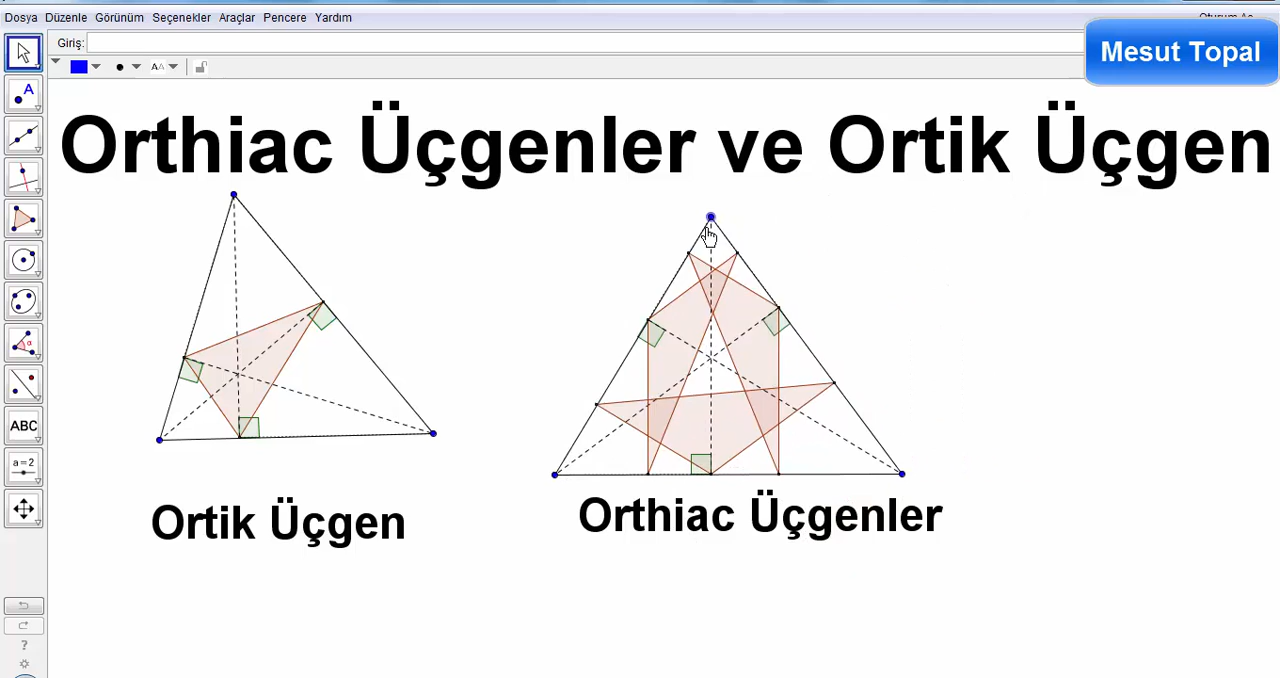 Dosya Düzenle Görünüm Seçenekler Araçlar Pencere Yardım
Giriş:
Mesut Topal
AA
Orthiac Üçgenler ve Ortik Üçgen
A
α
ABC
a=2
?
Ortik Üçgen
Orthiac Üçgenler